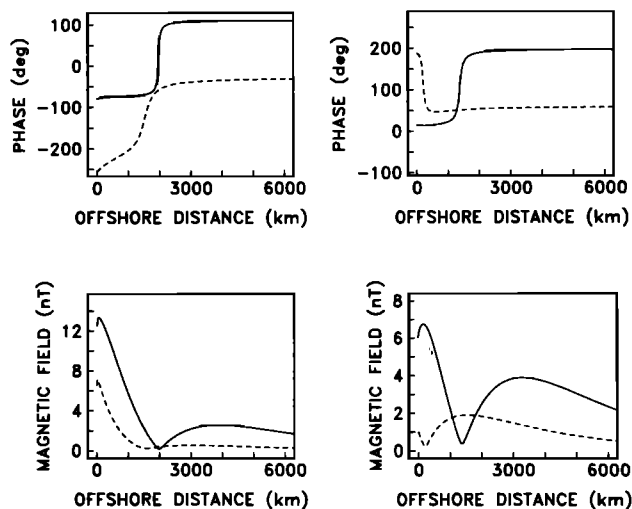 100
0
-100
-200
PHASE (deg)
0 3000 6000
OFFSHORE DISTANCE (km)
200
100
0
-100
PHASE (deg)
0 3000 6000
OFFSHORE DISTANCE (km)
12
8
4
0
MAGNETIC FIELD (nT)
0 3000 6000
OFFSHORE DISTANCE (km)
8
6
4
2
0
MAGNETIC FIELD (nT)
0 3000 6000
OFFSHORE DISTANCE (km)